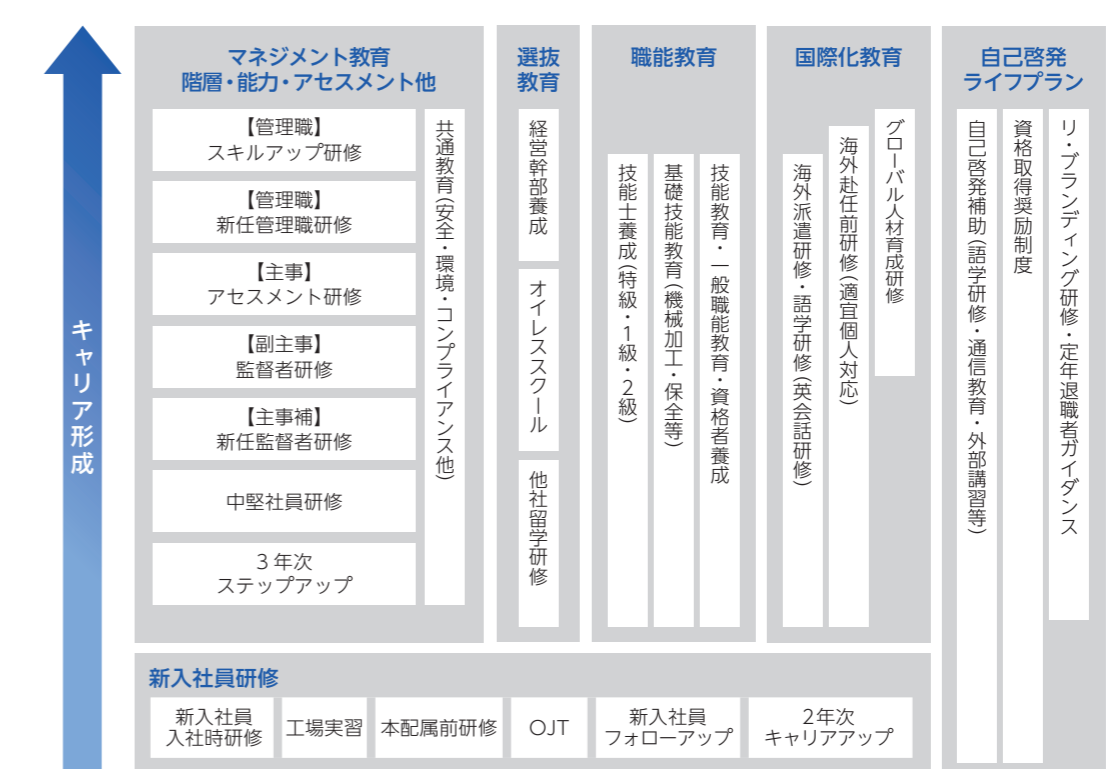 キャリア形成
マネジメント教育
階層・能力・アセスメント他
【管理職】
スキルアップ研修
【管理職】
新任管理職研修
【主事】
アセスメント研修
【副主事】
監督者研修
【主事補】
新任監督者研修
中堅社員研修
3年次
ステップアップ
共通教育(安全・環境・コンプライアンス他)
選抜
教育
経営幹部養成
オイレススクール
他社留学研修
職能教育
技能士養成(特級・1級・2級)
基礎技能教育(機械加工・保全等)
技能教育・一般職能教育・資格者養成
国際化教育
海外派遣研修・語学研修(英会話研修)
海外赴任前研修(適宜個人対応)
グローバル人材育成研修
自己啓発
ライフプラン
自己啓発補助(語学研修・通信教育・外部講習等)
資格取得奨励制度
リ・ブランディング研修・定年退職者ガイダンス
新入社員研修
新入社員
入社時研修
工場実習
本配属前研修
OJT
新入社員
フォローアップ
2年次
キャリアアップ